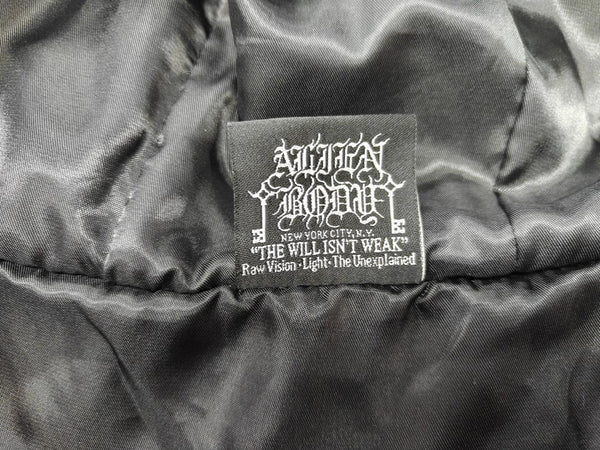 ALIEN
BODY
NEW YORK CITY, N.Y.
"THE WILL ISN'T WEAK"
Raw Vision · Light · The Unexplained